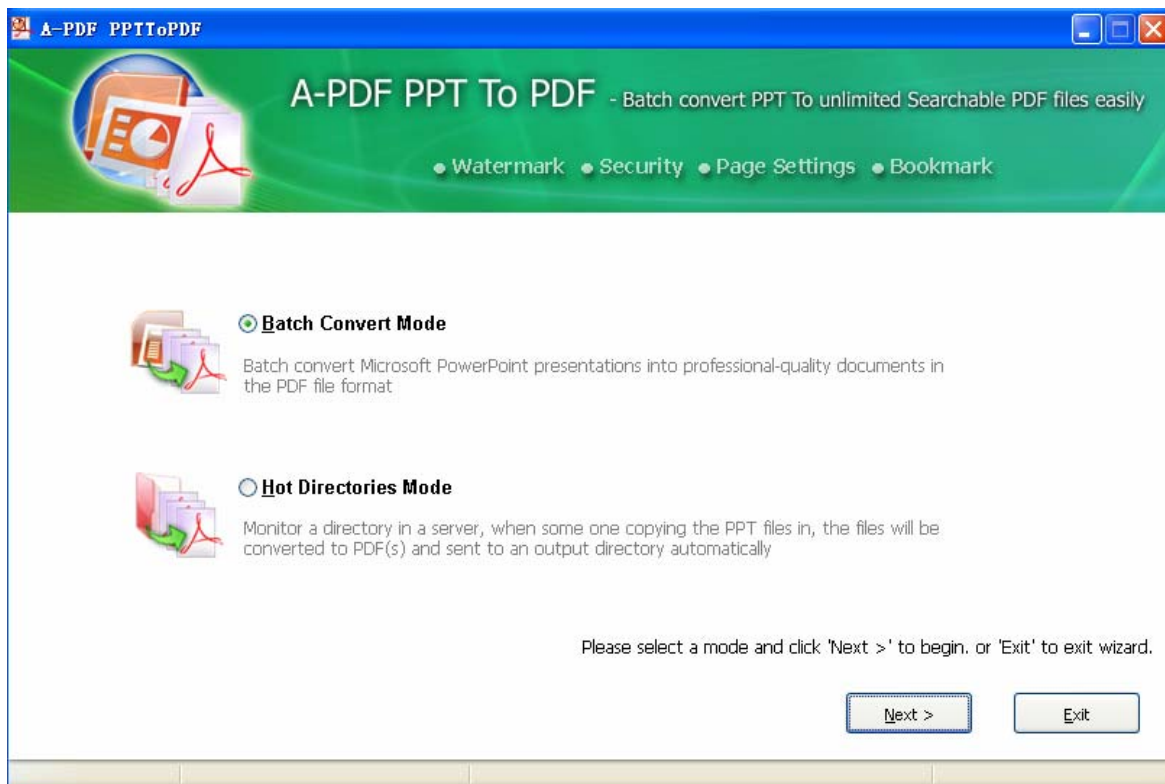 A-PDF PPTToPDF
A-PDF PPT To PDF - Batch convert PPT To unlimited Searchable PDF files easily
● Watermark ● Security ● Page Settings ● Bookmark
Batch Convert Mode
Batch convert Microsoft PowerPoint presentations into professional-quality documents in
the PDF file format
Hot Directories Mode
Monitor a directory in a server, when some one copying the PPT files in, the files will be
converted to PDF(s) and sent to an output directory automatically
Please select a mode and click 'Next >' to begin. or 'Exit' to exit wizard.
Next > Exit